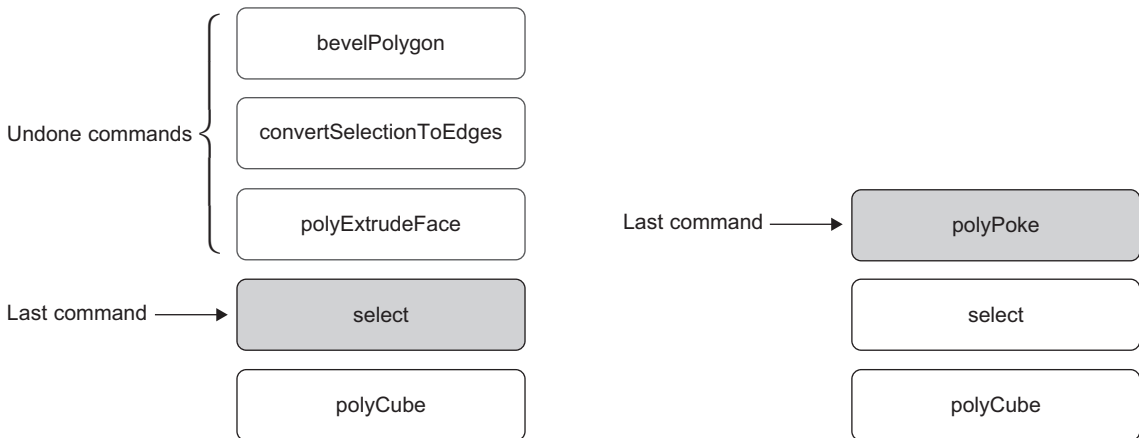 bevelPolygon
Undone commands
convertSelectionToEdges
polyExtrudeFace
Last command
select
polyCube
Last command
polyPoke
select
polyCube